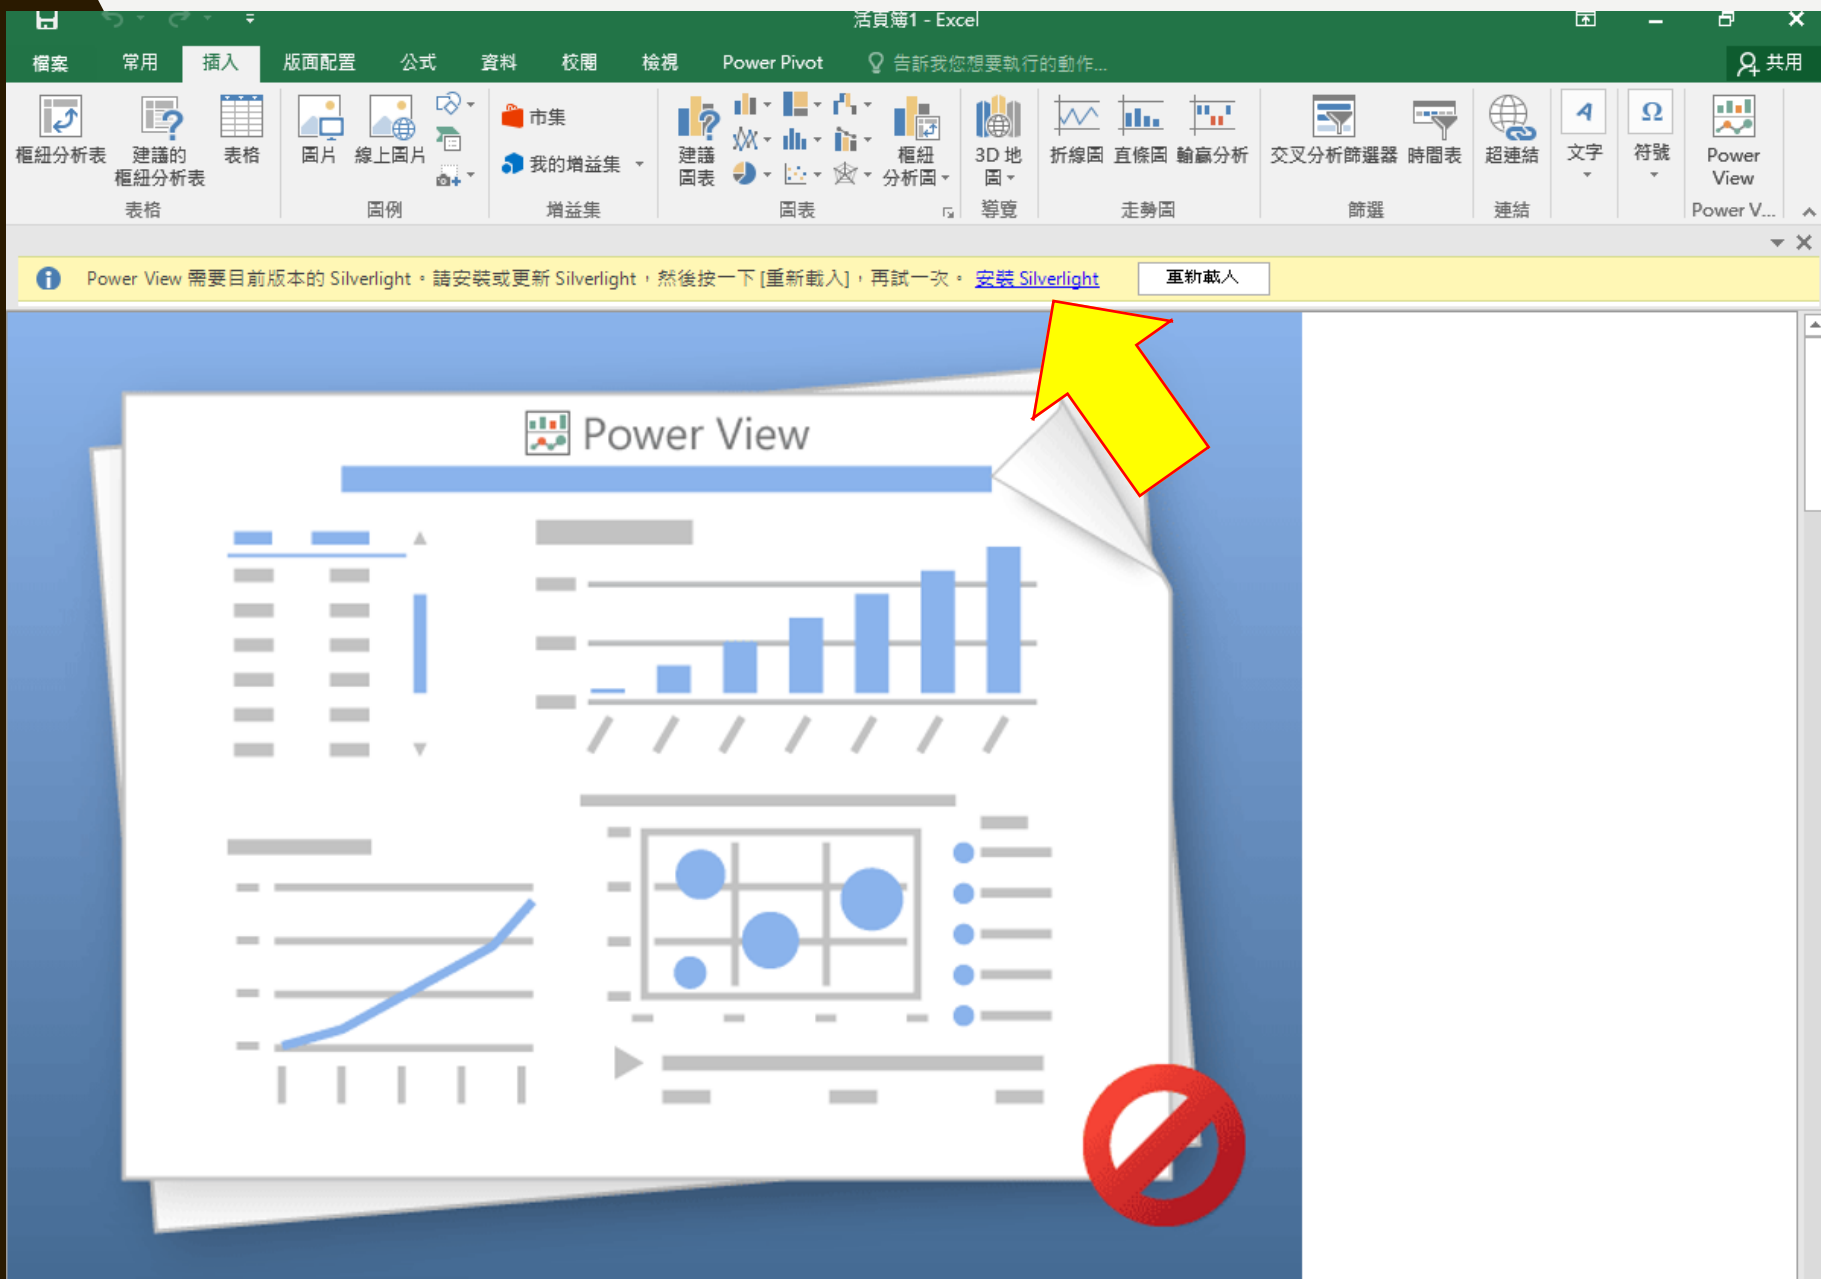 活頁簿1 - Excel
檔案 常用 插入 版面配置 公式 資料 校閱 檢視 Power Pivot 告訴我您想要執行的動作... 共用
樞紐分析表 建議的 樞紐分析表 表格 圖片 線上圖片 市集 我的增益集 建議 圖表 樞紐 分析圖 3D 地 圖 折線圖 直條圖 輸贏分析 交叉分析篩選器 時間表 超連結 文字 符號 Power View
表格 圖例 增益集 圖表 導覽 走勢圖 篩選 連結 Power V...
Power View 需要目前版本的 Silverlight。請安裝或更新 Silverlight，然後按一下 [重新載入]，再試一次。 安裝 Silverlight 重新載入
Power View